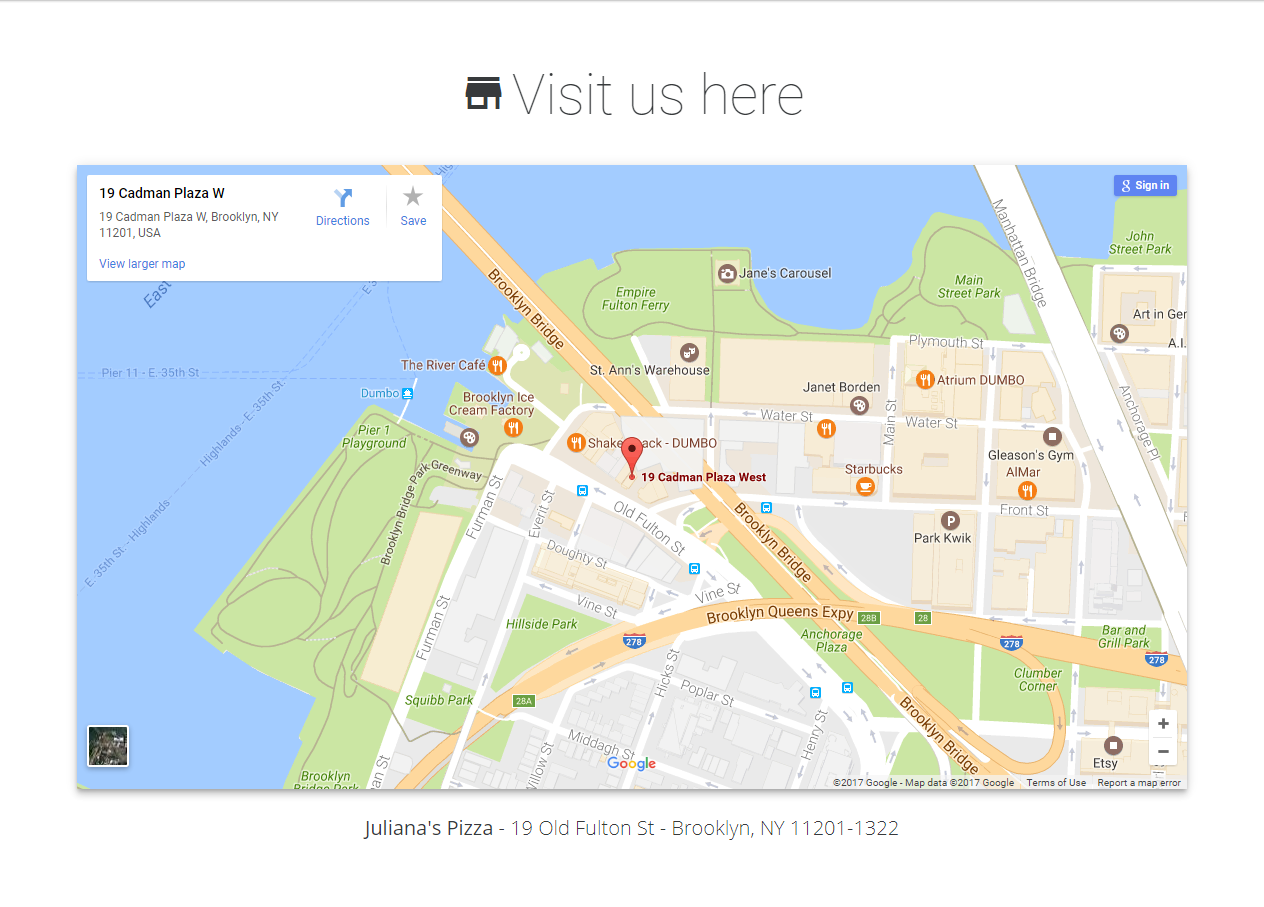 Visit us here
19 Cadman Plaza W
19 Cadman Plaza W, Brooklyn, NY
11201, USA
View larger map
Directions
Save
Sign in
Manhattan Bridge
John
Street Park
East
Brooklyn Bridge
Jane's Carousel
Empire
Fulton Ferry
Main
Street Park
Art in Ger
A.I.
Plymouth St
The River Café
St. Ann's Warehouse
Pier 11 - E. 35th St
Atrium DUMBO
Janet Borden
Dumbo
Brooklyn Ice
Cream Factory
Highlands - E. 35th St
Water St
Main St
Water St
Anchorage Pl
Pier 1
Playground
Shake Shack - DUMBO
Gleason's Gym
Starbucks
AlMar
19 Cadman Plaza West
Brooklyn Bridge Park Greenway
Furman St
Everit St
Old Fulton St
Front St
Brooklyn Bridge
E. 35th St - Highlands
Park Kwik
Doughty St
Vine St
Vine St
Brooklyn Queens Expy
28B
28
Hillside Park
278
Anchorage
Plaza
278
Bar and
Grill Park
278
Furman St
Hicks St
Clumber
Corner
Squibb Park
28A
Poplar St
Henry St
Brooklyn Bridge
Middagh St
Willow St
Google
Etsy
Brooklyn
Bridge Park
an St
©2017 Google - Map data ©2017 Google
Terms of Use
Report a map error
Juliana's Pizza - 19 Old Fulton St - Brooklyn, NY 11201-1322